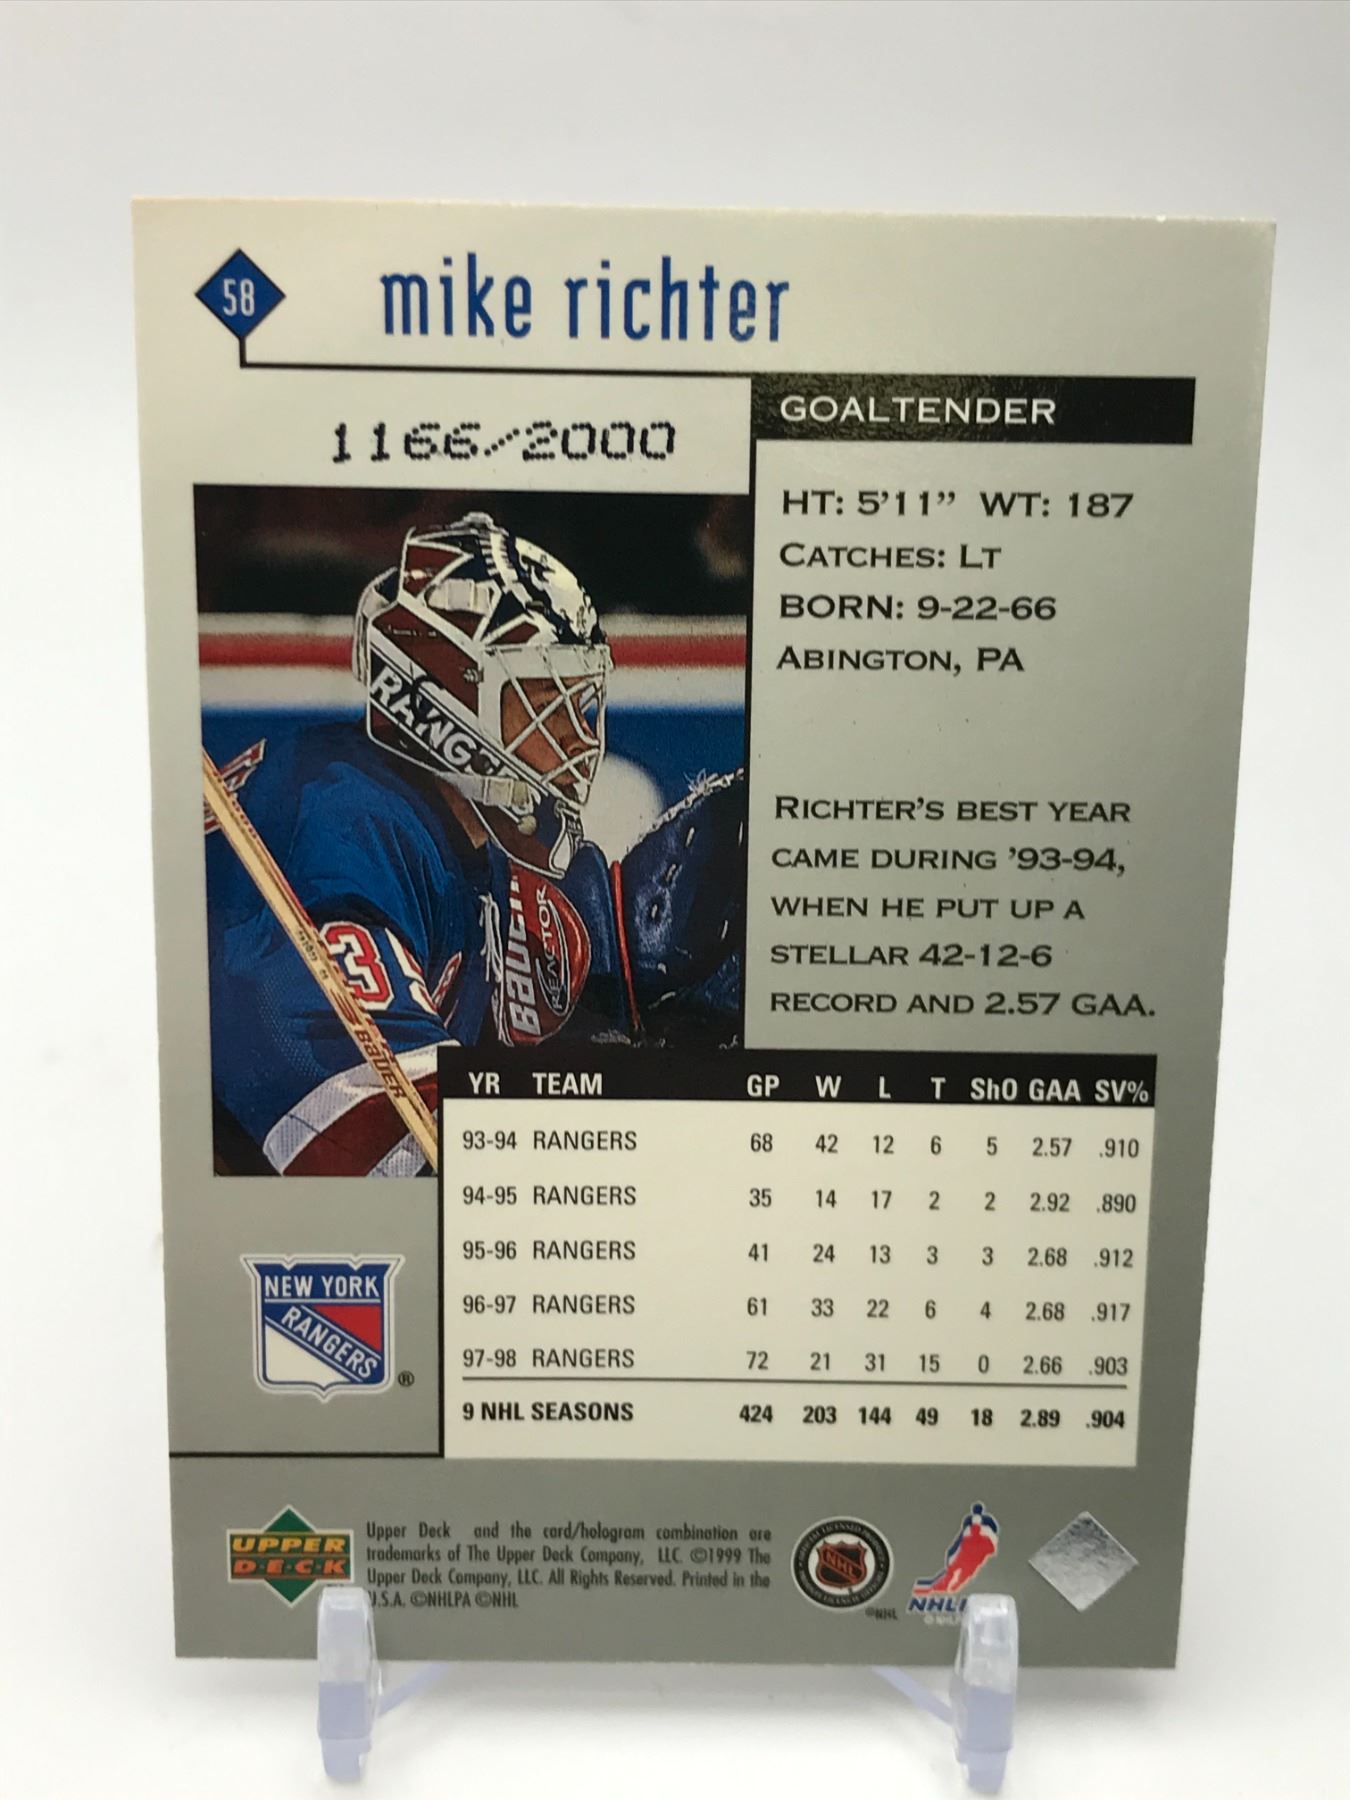 58
mike richter
GOALTENDER
1166/2000
HT: 5'11" WT: 187
CATCHES: LT
BORN: 9-22-66
ABINGTON, PA
RICHTER'S BEST YEAR
CAME DURING '93-94,
WHEN HE PUT UP A
STELLAR 42-12-6
RECORD AND 2.57 GAA.
BAUER
REACTOR
3
BAUER
YR TEAM GP W L T ShO GAA SV%
93-94 RANGERS 68 42 12 6 5 2.57 .910
94-95 RANGERS 35 14 17 2 2 2.92 .890
95-96 RANGERS 41 24 13 3 3 2.68 .912
96-97 RANGERS 61 33 22 6 4 2.68 .917
97-98 RANGERS 72 21 31 15 0 2.66 .903
9 NHL SEASONS 424 203 144 49 18 2.89 .904
NEW YORK
RANGERS
®
UPPER
D·E·C·K
Upper Deck and the card/hologram combination are
trademarks of The Upper Deck Company, LLC. ©1999 The
Upper Deck Company, LLC. All Rights Reserved. Printed in the
U.S.A. ©NHLPA ©NHL
NHL
©NHL